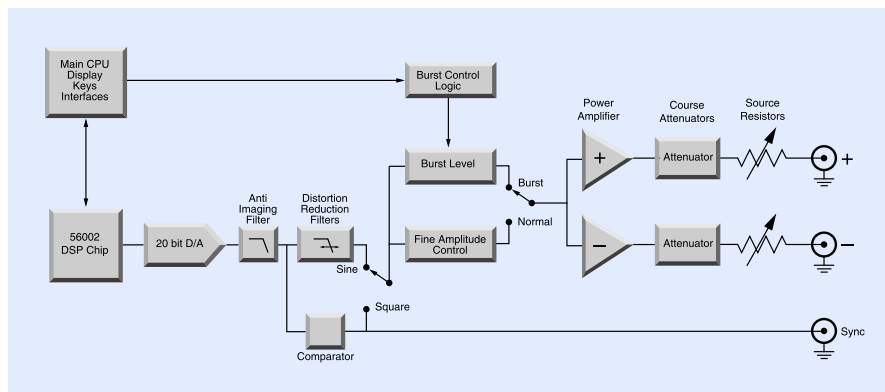 Main CPU
Display
Keys
Interfaces
Burst Control
Logic
Power
Amplifier
Course
Attenuators
Source
Resistors
Burst Level
+
Attenuator
+
Burst
Anti
Imaging
Filter
Distortion
Reduction
Filters
Normal
56002
DSP Chip
20 bit D/A
Fine Amplitude
Control
−
Attenuator
−
Sine
Square
Comparator
Sync